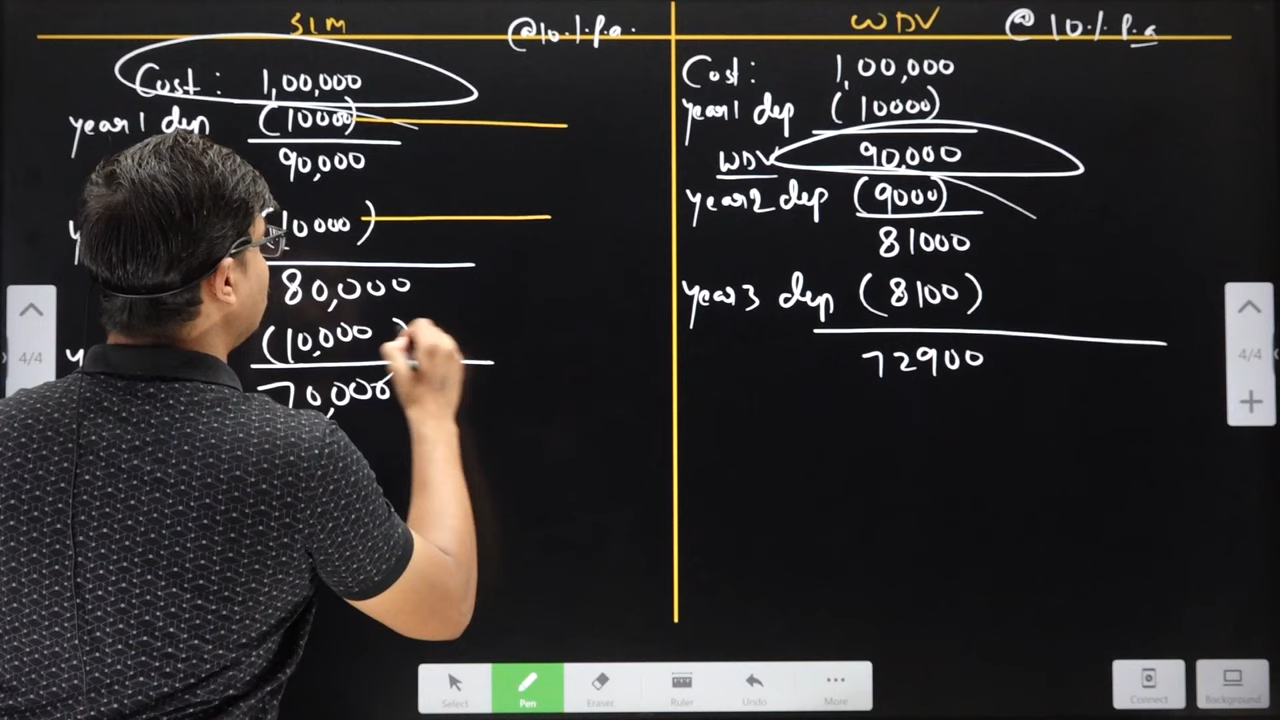 SLM @10.%.p.a.
Cost: 1,00,000
year 1 dep (10000)
90,000
(10000)
80,000
(10,000)
70,000
WDV @ 10.%. P.a
Cost: 1,00,000
year 1 dep (10000)
WDV 90,000
year 2 dep (9000)
81000
year 3 dep (8100)
72900
4/4
4/4
Select Pen Eraser Ruler Undo More
Connect Background